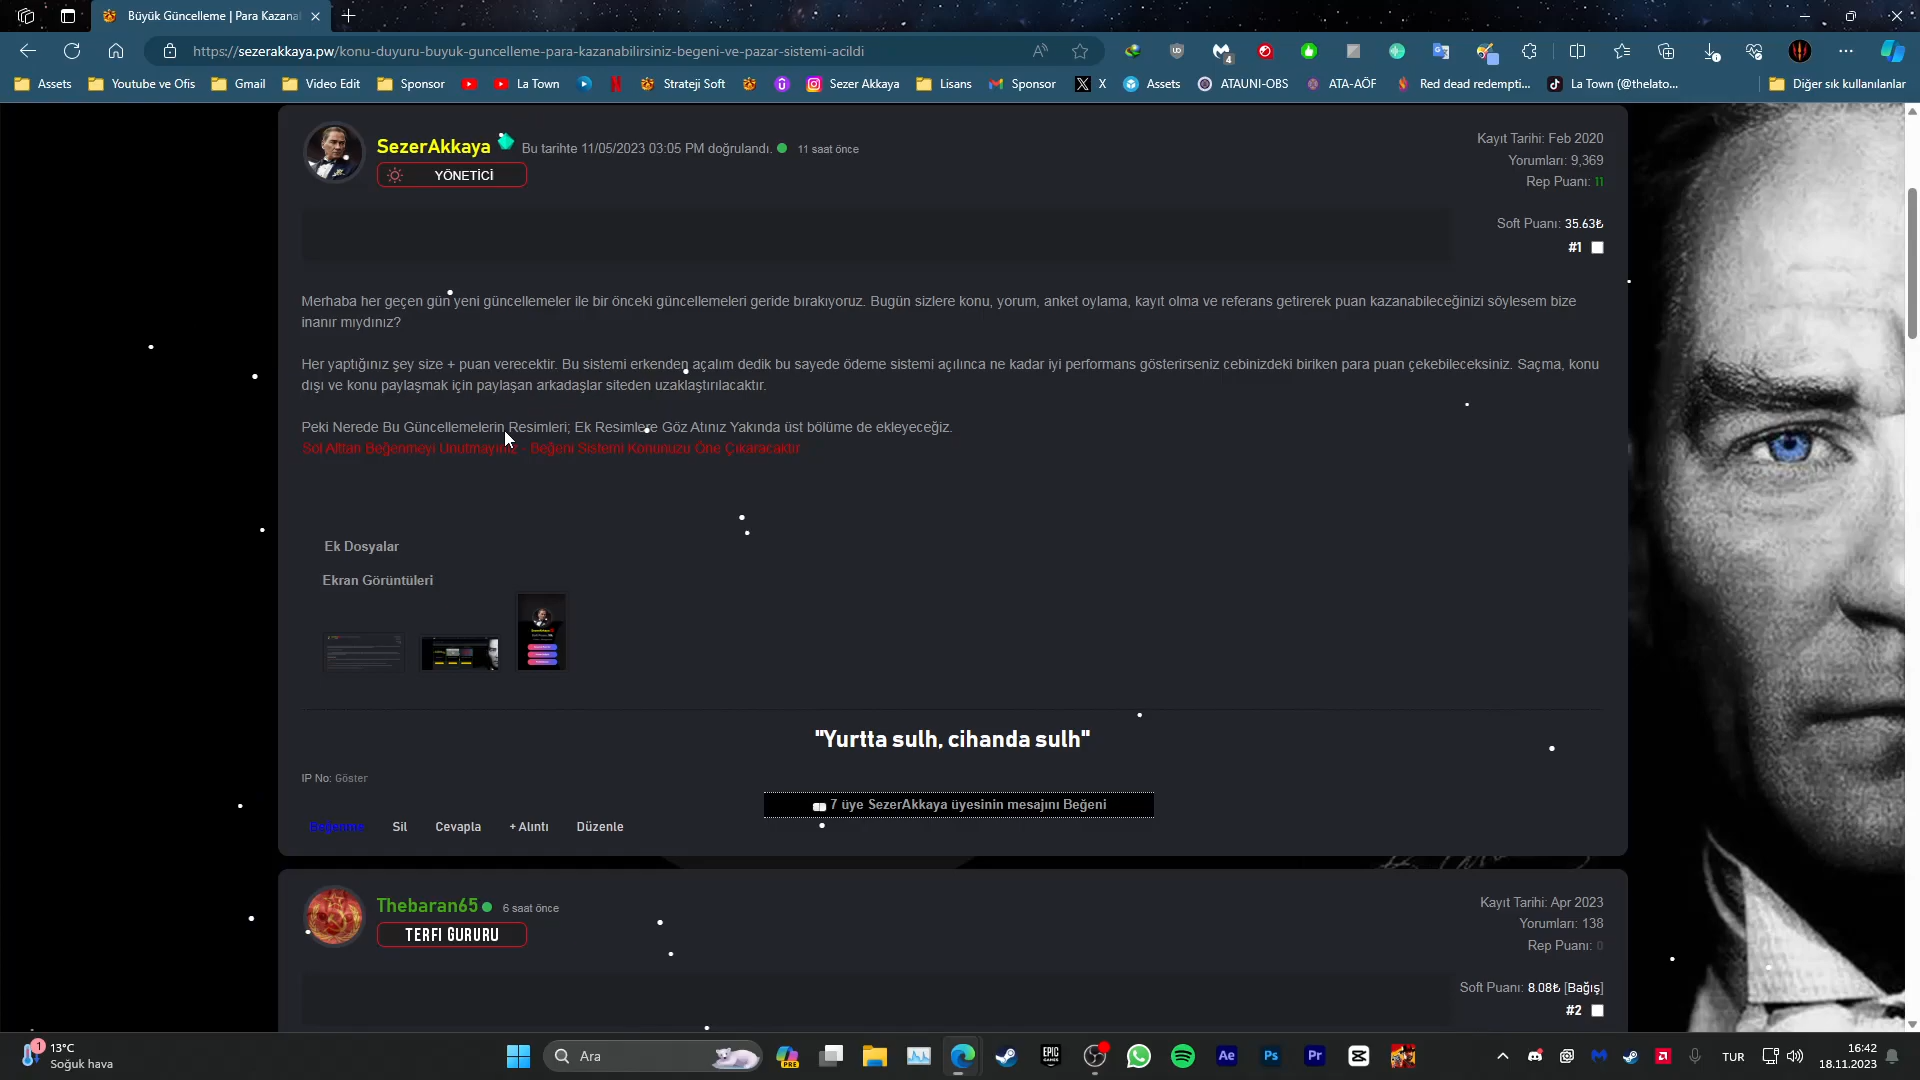 Büyük Güncelleme | Para Kazana
https://sezerakkaya.pw/konu-duyuru-buyuk-guncelleme-para-kazanabilirsiniz-begeni-ve-pazar-sistemi-acildi
4
Assets
Youtube ve Ofis
Gmail
Video Edit
Sponsor
La Town
Strateji Soft
Sezer Akkaya
Lisans
Sponsor
X
Assets
ATAUNI-OBS
ATA-AÖF
Red dead redempti...
La Town (@thelato...
Diğer sık kullanılanlar
SezerAkkaya
Bu tarihte 11/05/2023 03:05 PM doğrulandı.
11 saat önce
YÖNETİCİ
Kayıt Tarihi: Feb 2020
Yorumları: 9,369
Rep Puanı: 11
Soft Puanı: 35.63₺
#1
Merhaba her geçen gün yeni güncellemeler ile bir önceki güncellemeleri geride bırakıyoruz. Bugün sizlere konu, yorum, anket oylama, kayıt olma ve referans getirerek puan kazanabileceğinizi söylesem bize
inanır mıydınız?
Her yaptığınız şey size + puan verecektir. Bu sistemi erkenden açalım dedik bu sayede ödeme sistemi açılınca ne kadar iyi performans gösterirseniz cebinizdeki biriken para puan çekebileceksiniz. Saçma, konu
dışı ve konu paylaşmak için paylaşan arkadaşlar siteden uzaklaştırılacaktır.
Peki Nerede Bu Güncellemelerin Resimleri; Ek Resimlere Göz Atınız Yakında üst bölüme de ekleyeceğiz.
Sol Alttan Beğenmeyi Unutmayınız - Beğeni Sistemi Konunuzu Öne Çıkaracaktır
Ek Dosyalar
Ekran Görüntüleri
"Yurtta sulh, cihanda sulh"
IP No: Göster
7 üye SezerAkkaya üyesinin mesajını Beğeni
Sil
Cevapla
+ Alıntı
Düzenle
Thebaran65
6 saat önce
TERFI GURURU
Kayıt Tarihi: Apr 2023
Yorumları: 138
Rep Puanı: 0
Soft Puanı: 8.08₺ [Bağış]
#2
1
13°C
Soğuk hava
Ara
PRE
EPIC GAMES
Ae
Ps
Pr
TUR
16:42
18.11.2023